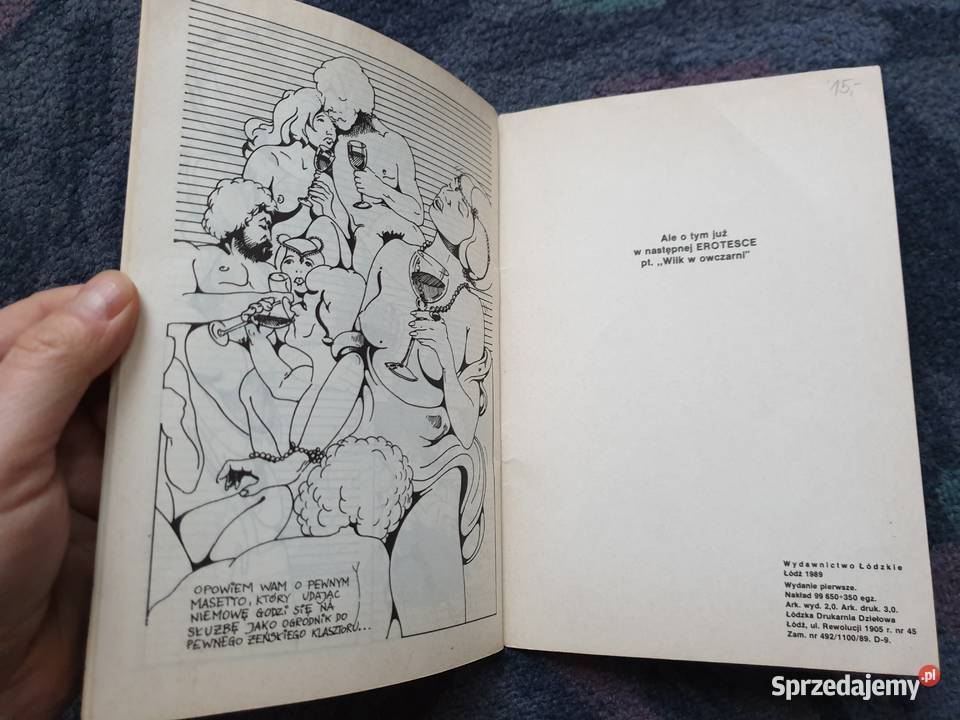 OPOWIEM WAM O PEWNYM
MASETTO, KTÓRY UDAJĄC
NIEMOWĘ GODZI SIĘ NA
SŁUŻBĘ JAKO OGRODNIK DO
PEWNEGO ŻEŃSKIEGO KLASZTORU...
15,-
Ale o tym już
w następnej EROTESCE
pt. „Wilk w owczarni"
Wydawnictwo Łódzkie
Łódź 1989
Wydanie pierwsze.
Nakład 99 650+350 egz.
Ark. wyd. 2,0. Ark. druk. 3,0.
Łódzka Drukarnia Dziełowa
Łódź, ul. Rewolucji 1905 r. nr 45
Zam. nr 492/1100/89. D-9.
Sprzedajemy.pl